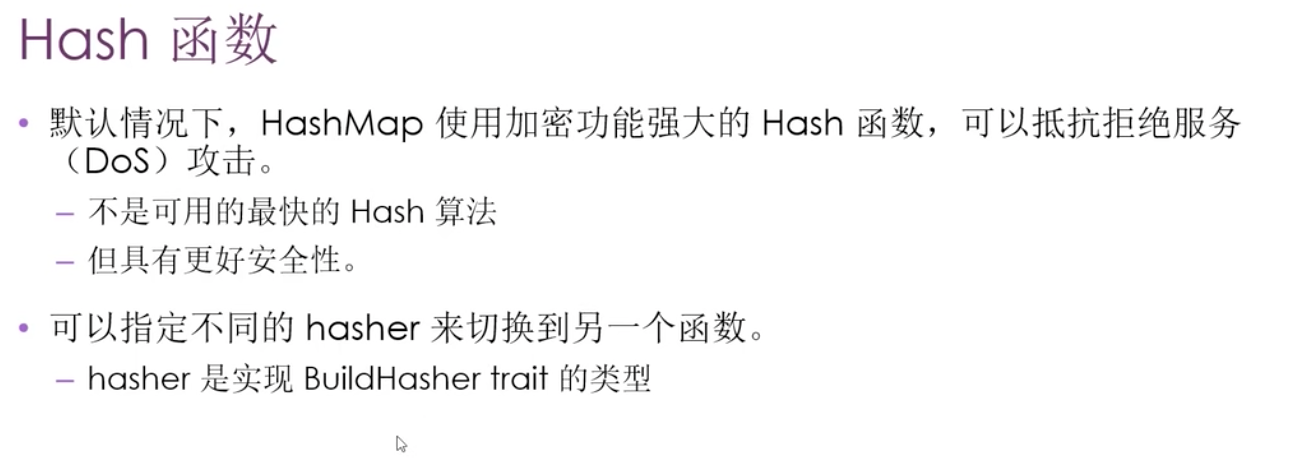 Hash 函数
• 默认情况下，HashMap 使用加密功能强大的 Hash 函数，可以抵抗拒绝服务
（DoS）攻击。
– 不是可用的最快的 Hash 算法
– 但具有更好安全性。
• 可以指定不同的 hasher 来切换到另一个函数。
– hasher 是实现 BuildHasher trait 的类型